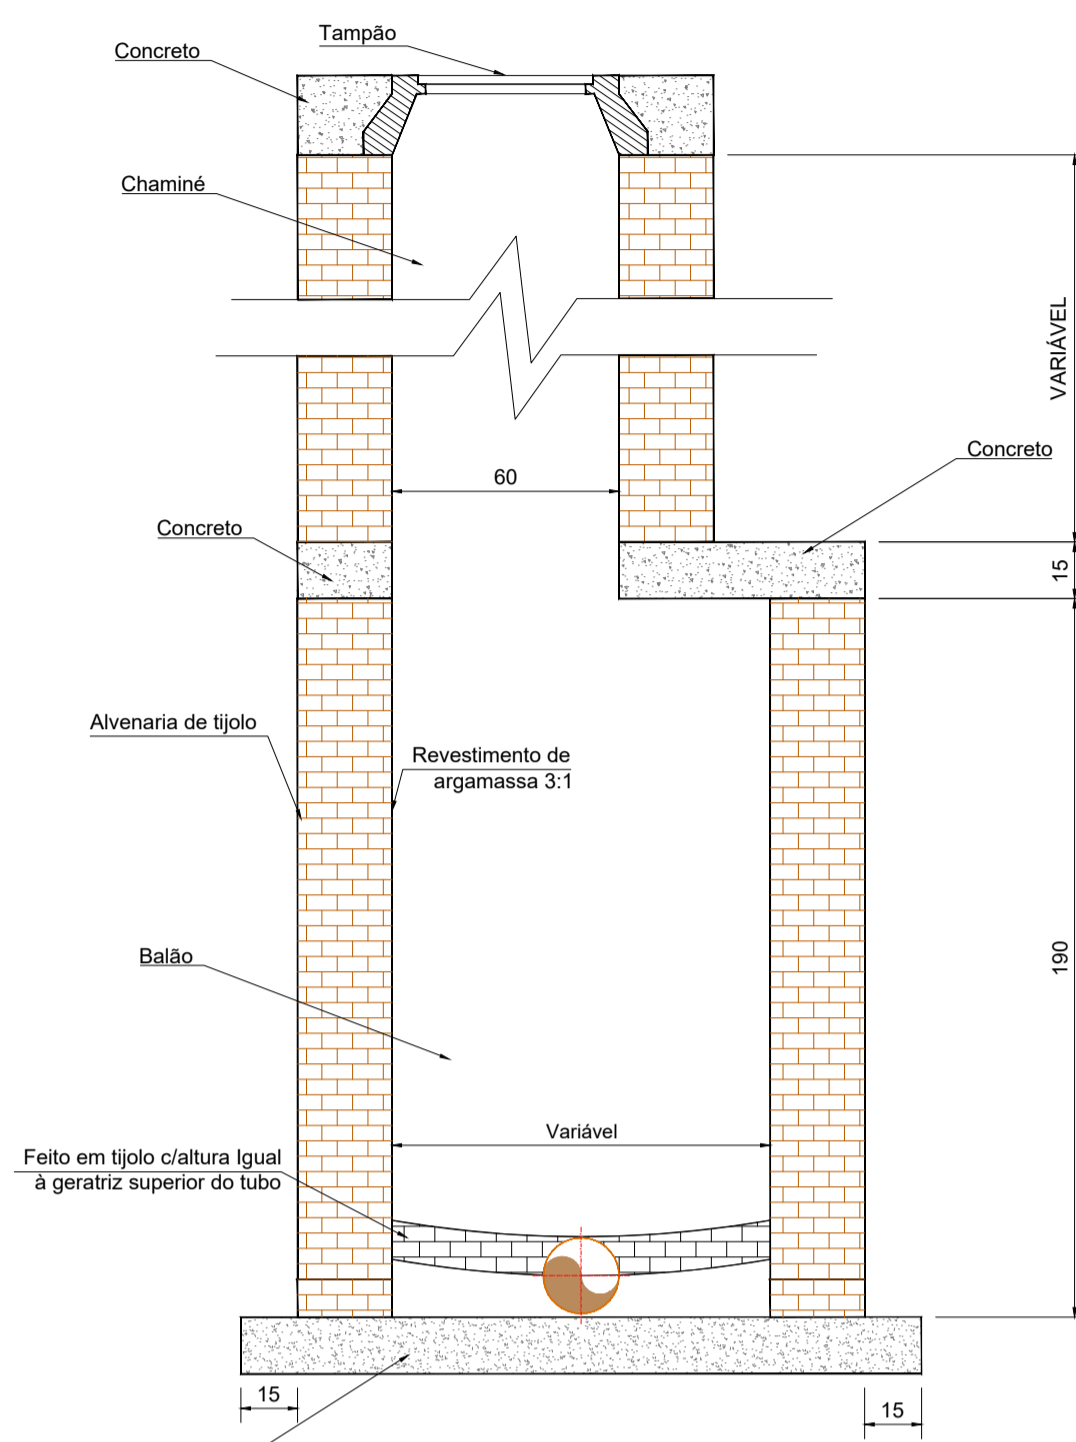 Tampão
Concreto
Chaminé
VARIÁVEL
Concreto
60
Concreto
15
Alvenaria de tijolo
Revestimento de
argamassa 3:1
Balão
190
Variável
Feito em tijolo c/altura Igual
à geratriz superior do tubo
15
15